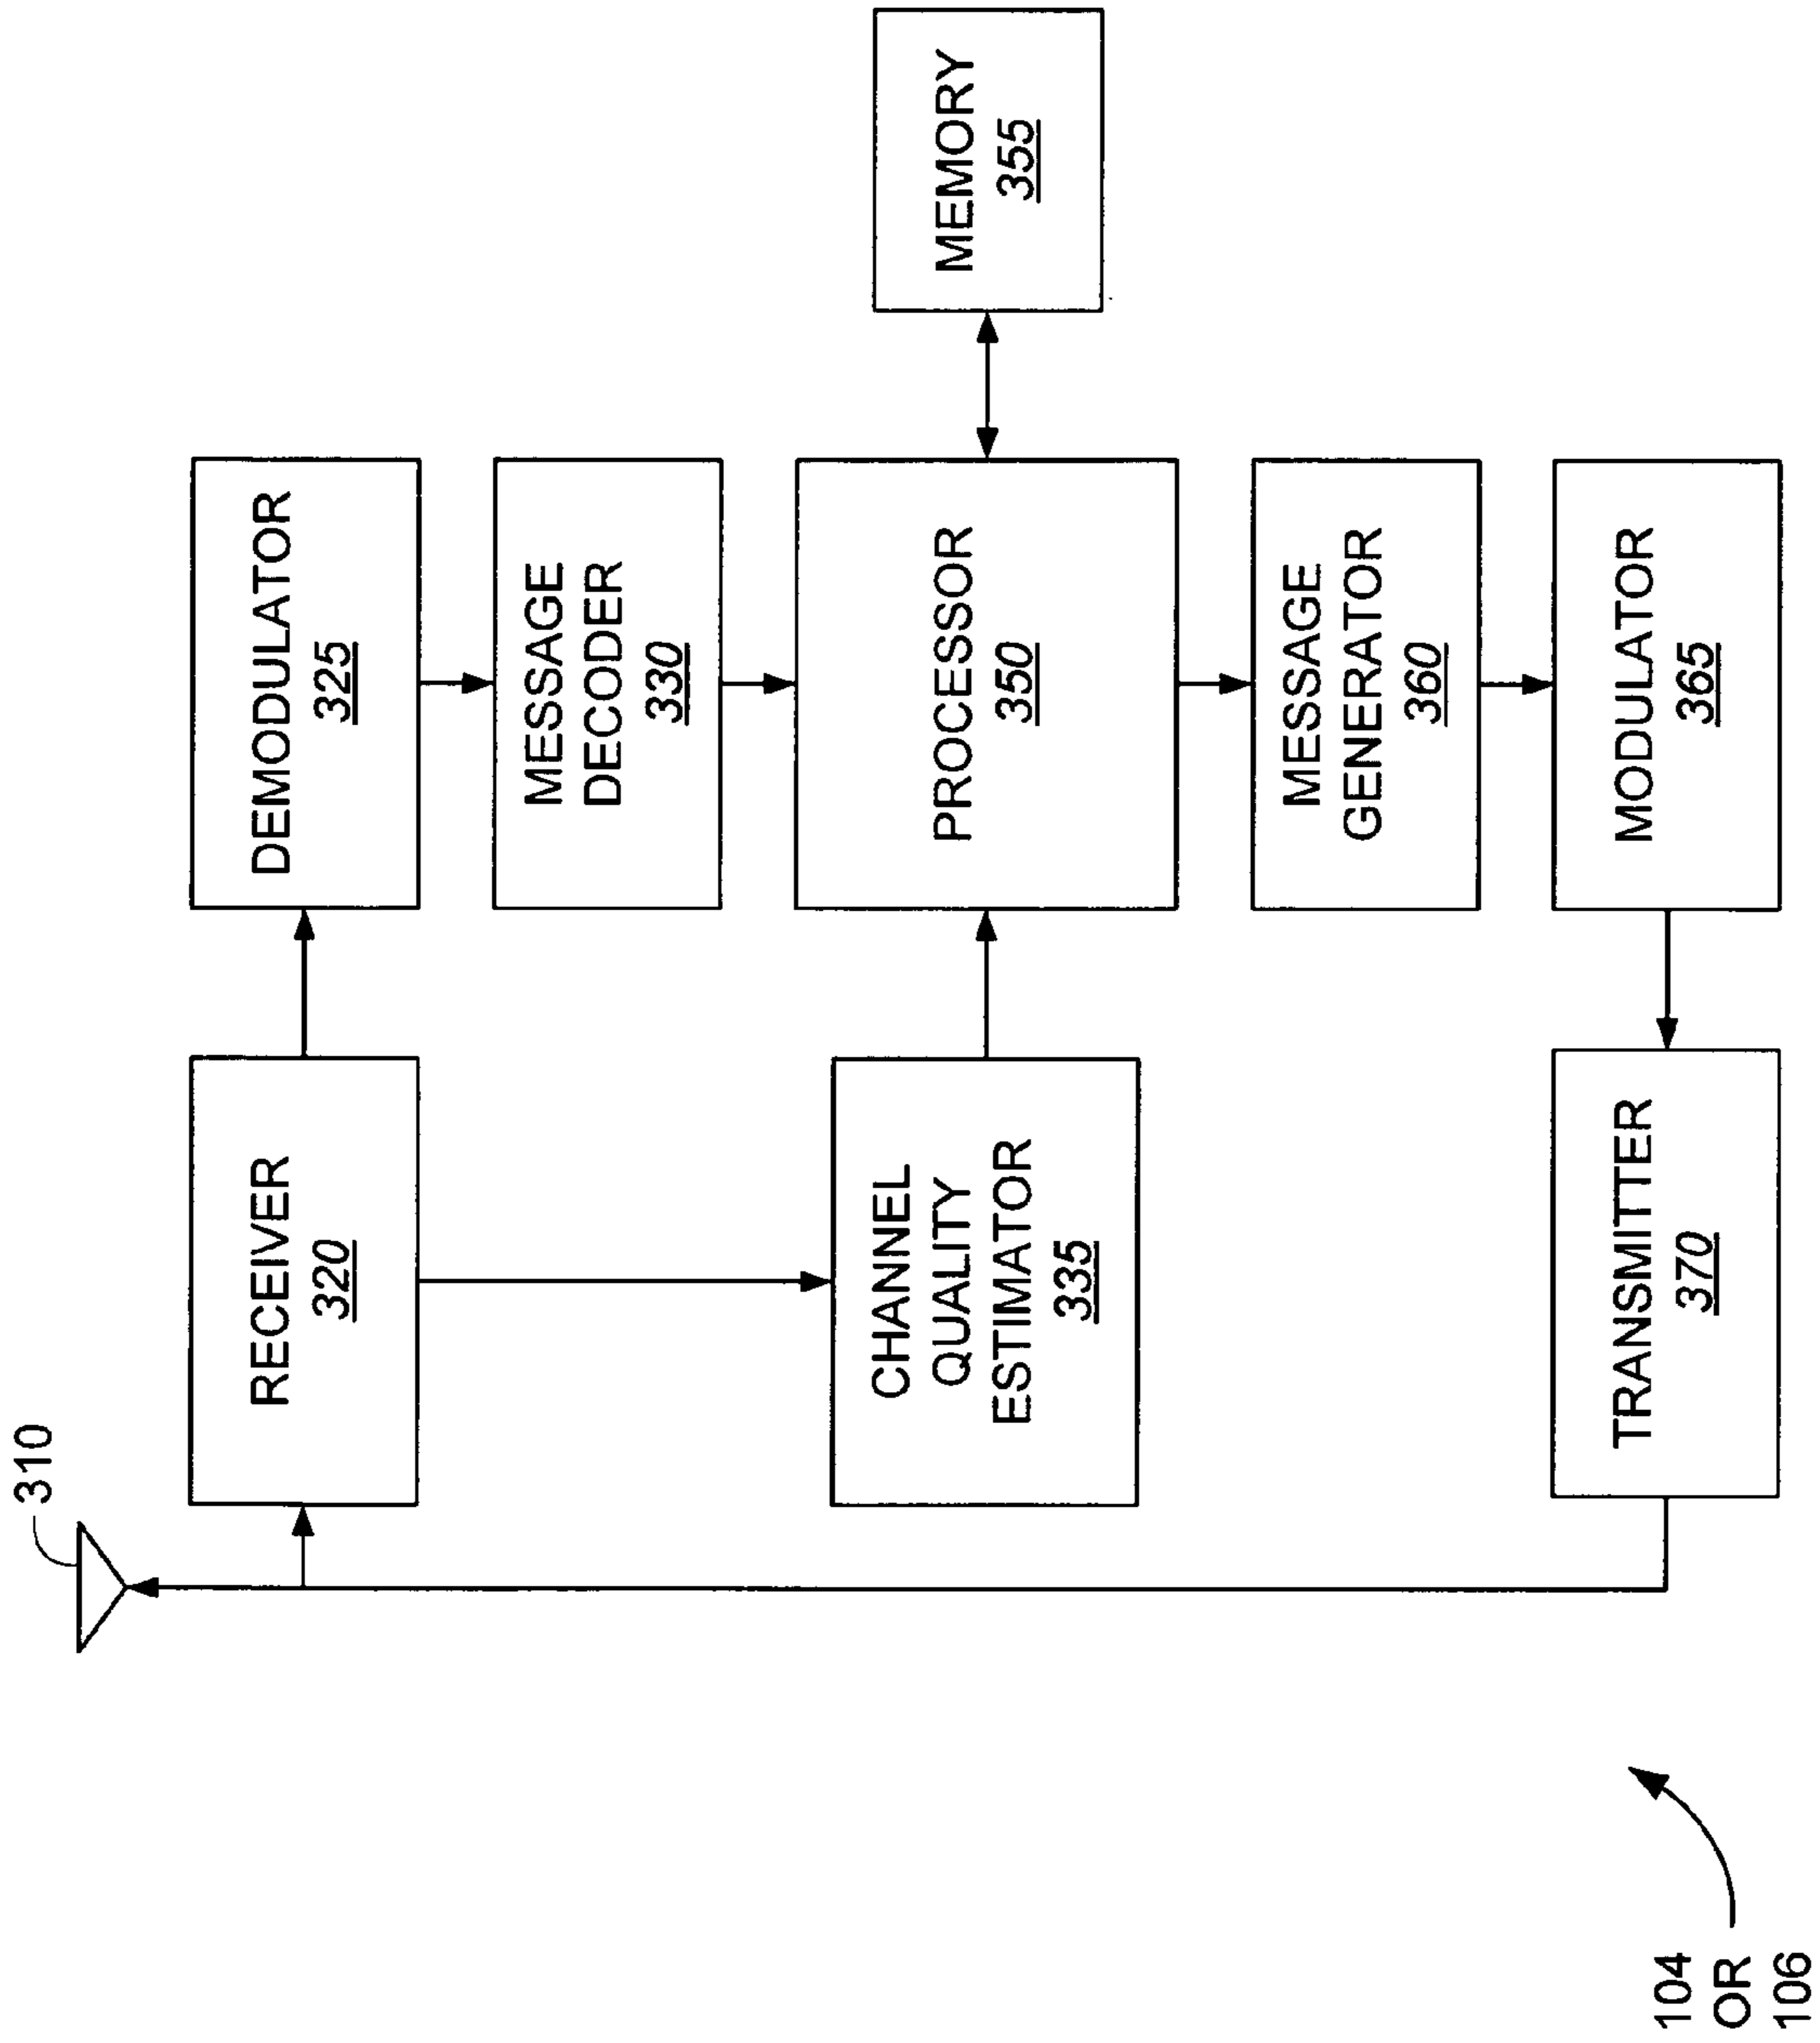 310
RECEIVER
320
DEMODULATOR
325
MESSAGE
DECODER
330
CHANNEL
QUALITY
ESTIMATOR
335
PROCESSOR
350
MEMORY
355
MESSAGE
GENERATOR
360
TRANSMITTER
370
MODULATOR
365
104
OR
106